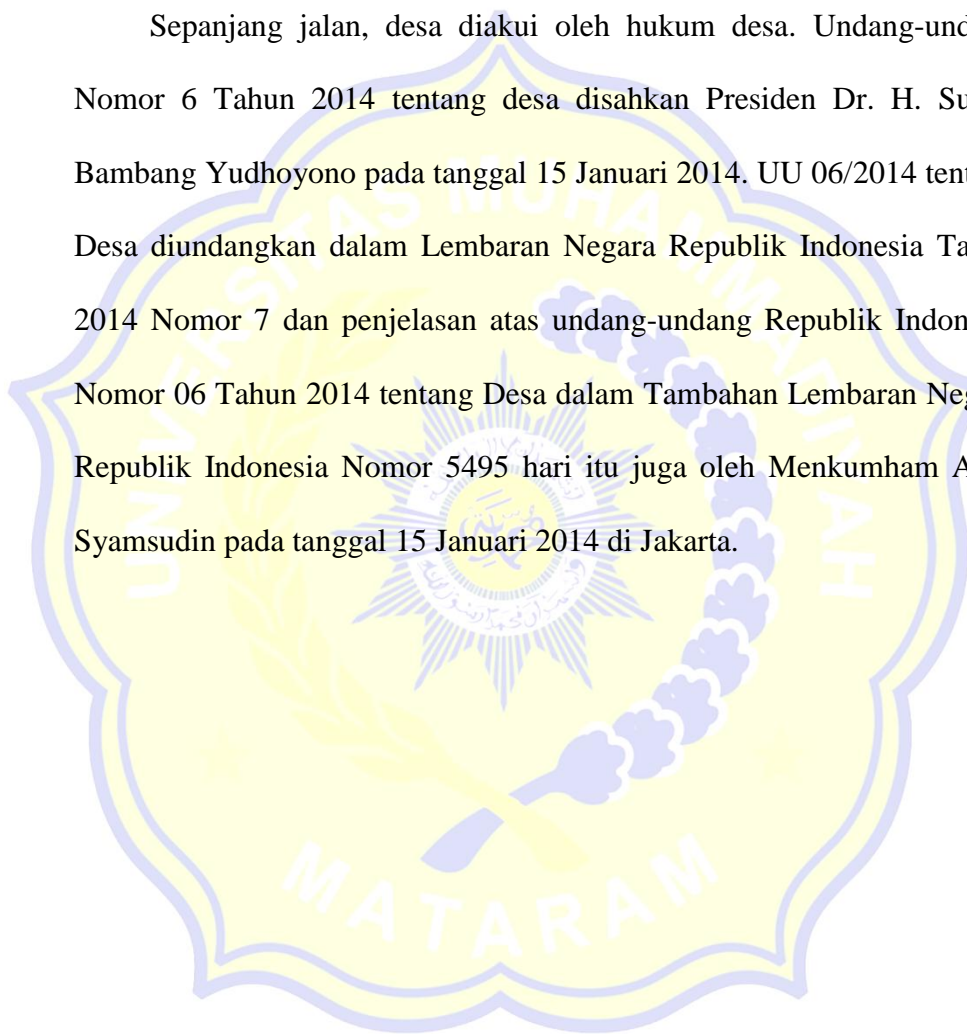 Sepanjang jalan, desa diakui oleh hukum desa. Undang-und
Nomor 6 Tahun 2014 tentang desa disahkan Presiden Dr. H. Su
Bambang Yudhoyono pada tanggal 15 Januari 2014. UU 06/2014 tent
Desa diundangkan dalam Lembaran Negara Republik Indonesia Ta
2014 Nomor 7 dan penjelasan atas undang-undang Republik Indon
Nomor 06 Tahun 2014 tentang Desa dalam Tambahan Lembaran Neg
Republik Indonesia Nomor 5495 hari itu juga oleh Menkumham A
Syamsudin pada tanggal 15 Januari 2014 di Jakarta.
UNIVERSITAS MUHAMMADIYAH
MATARAM